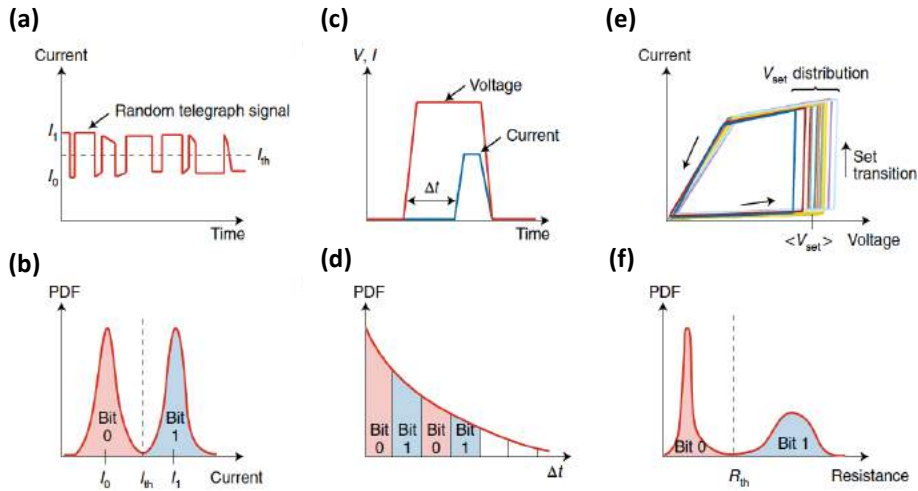 (a)
Current
Random telegraph signal
I₁
I₀
Ith
Time
(c)
V, I
Voltage
Current
Δt
Time
(e)
Current
Vset distribution
Set
transition
<Vset>
Voltage
(b)
PDF
Bit
0
Bit
1
I₀
Ith
I₁
Current
(d)
PDF
Bit
0
Bit
1
Bit
0
Bit
1
Δt
(f)
PDF
Bit 0
Bit 1
Rth
Resistance